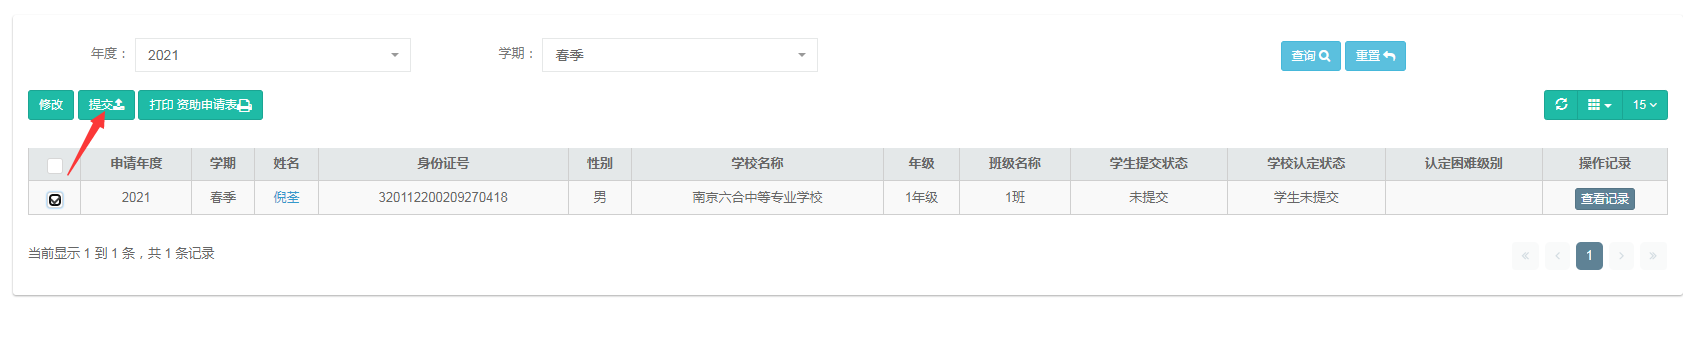 年度： 2021 学期： 春季 查询 重置
修改 提交 打印 资助申请表 15
申请年度 学期 姓名 身份证号 性别 学校名称 年级 班级名称 学生提交状态 学校认定状态 认定困难级别 操作记录
2021 春季 倪荃 320112200209270418 男 南京六合中等专业学校 1年级 1班 未提交 学生未提交 查看记录
当前显示 1 到 1 条，共 1 条记录 « ‹ 1 › »